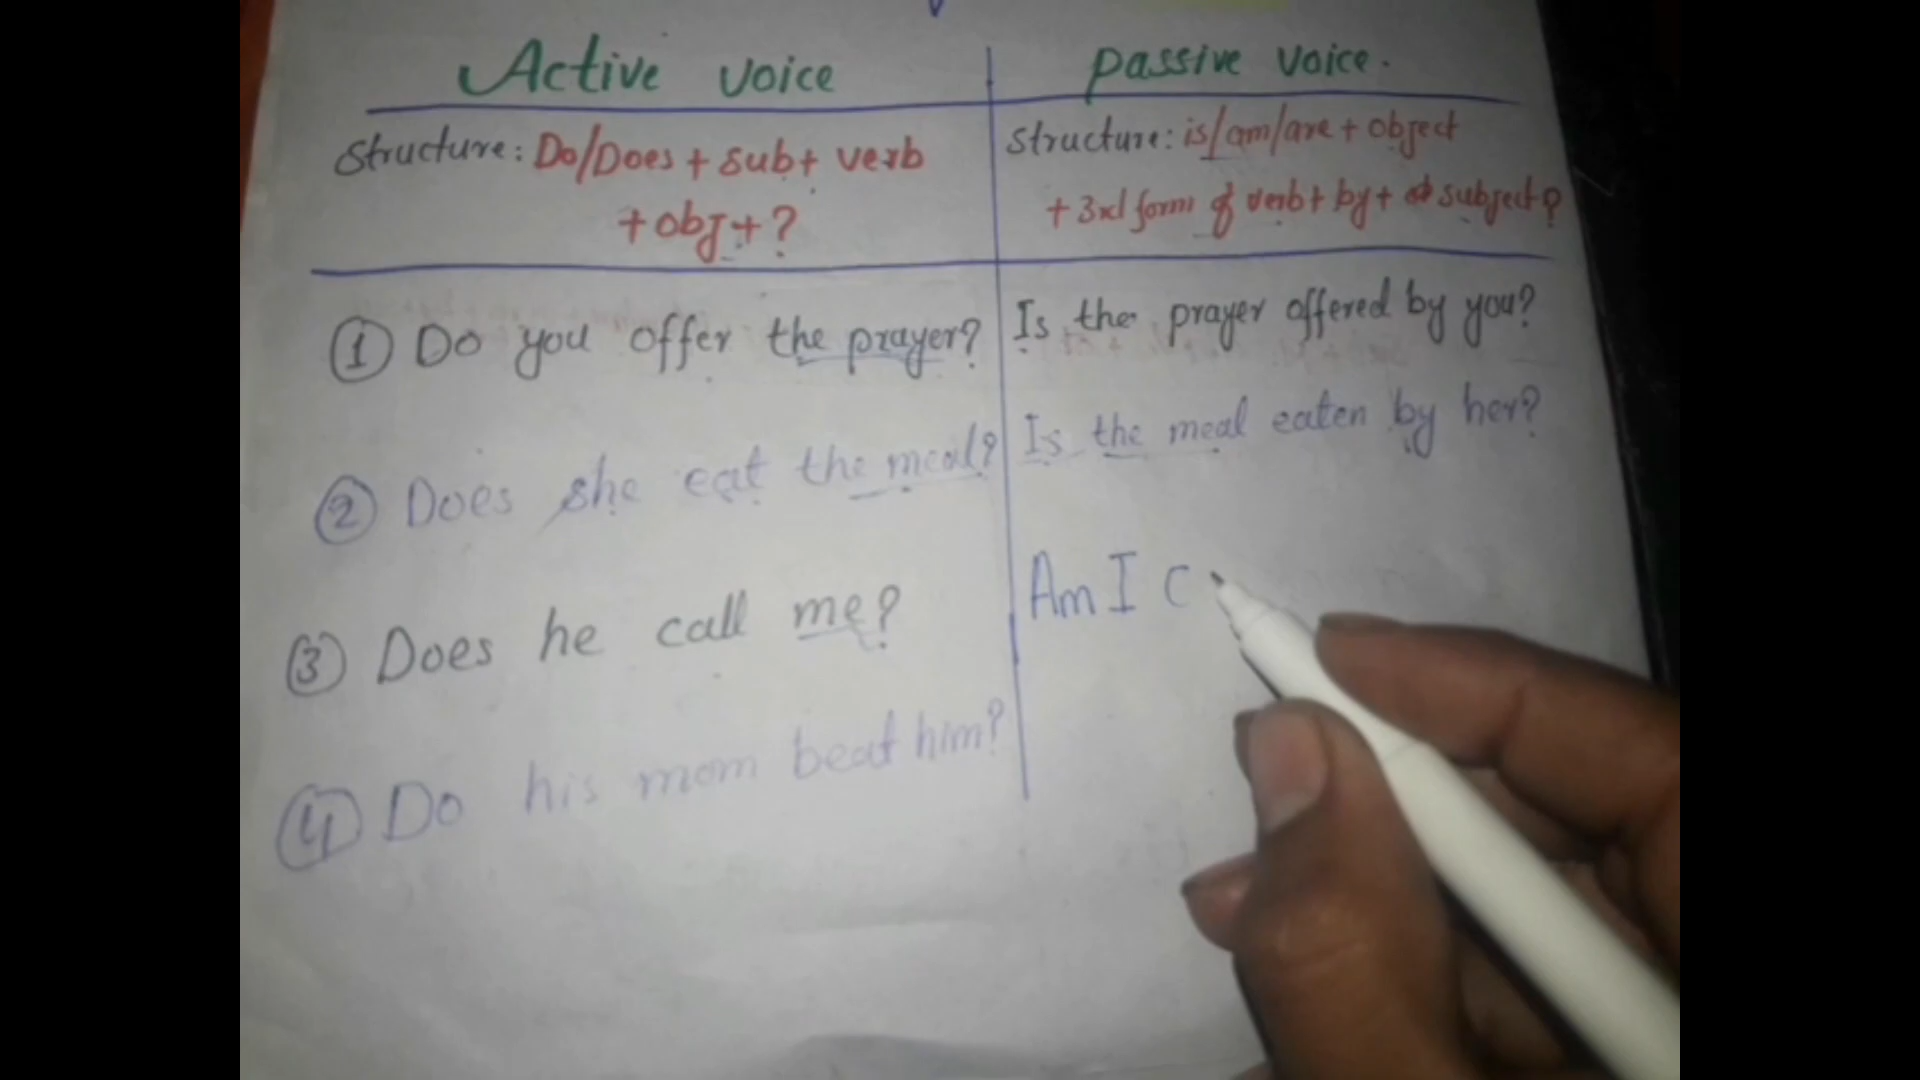 Active voice
passive voice.
Structure: Do/Does + sub + verb
+ obj + ?
Structure: is/am/are + object
+ 3rd form of verb + by + subject?
① Do you offer the prayer?
Is the prayer offered by you?
② Does she eat the meal?
Is the meal eaten by her?
③ Does he call me?
Am I C
④ Do his mom beat him?